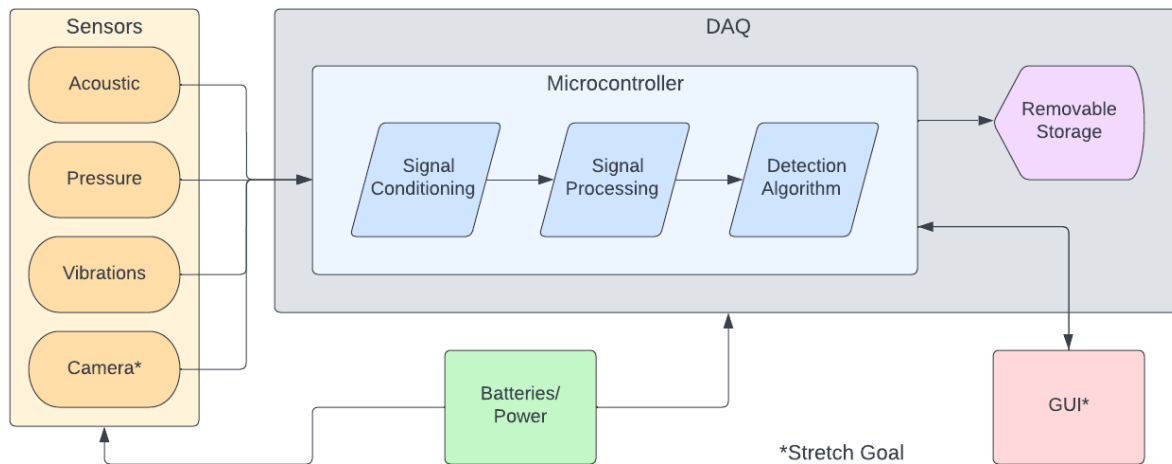 Sensors
Acoustic
Pressure
Vibrations
Camera*
DAQ
Microcontroller
Signal
Conditioning
Signal
Processing
Detection
Algorithm
Removable
Storage
Batteries/
Power
GUI*
*Stretch Goal